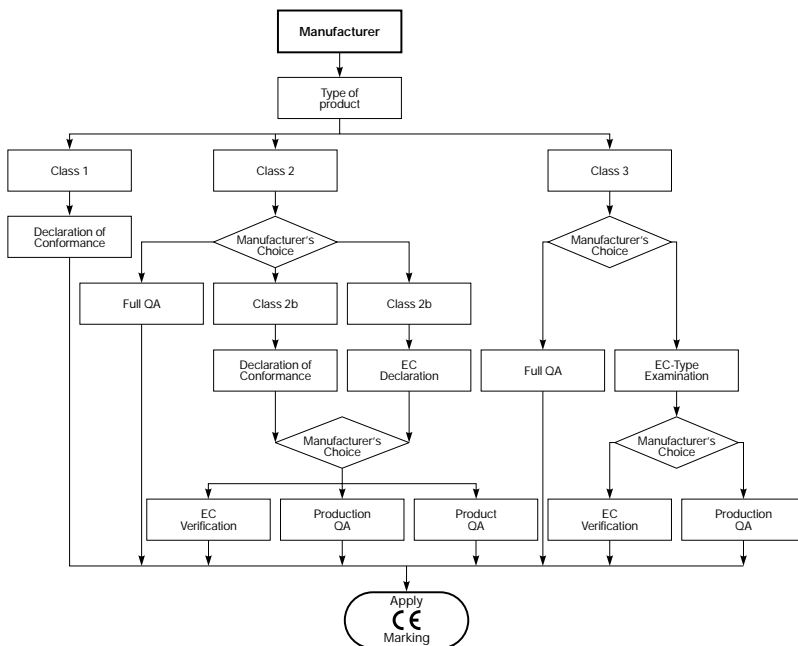 Manufacturer
Type of
product
Class 1
Class 2
Class 3
Declaration of
Conformance
Manufacturer's
Choice
Manufacturer's
Choice
Full QA
Class 2b
Class 2b
Declaration of
Conformance
EC
Declaration
Full QA
EC-Type
Examination
Manufacturer's
Choice
Manufacturer's
Choice
EC
Verification
Production
QA
Product
QA
EC
Verification
Production
QA
Apply
CE
Marking